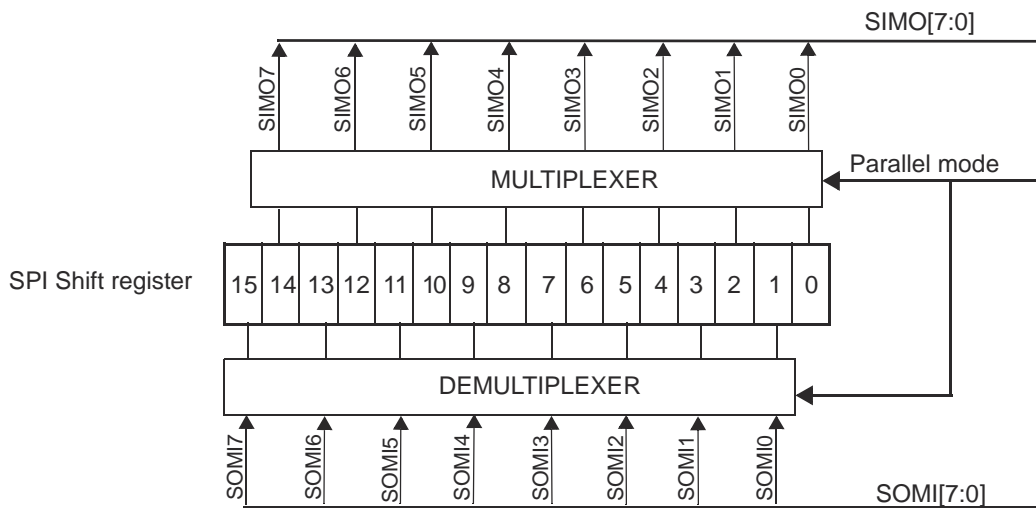 SIMO[7:0]
SIMO7 SIMO6 SIMO5 SIMO4 SIMO3 SIMO2 SIMO1 SIMO0
Parallel mode
MULTIPLEXER
SPI Shift register
15 14 13 12 11 10 9 8 7 6 5 4 3 2 1 0
DEMULTIPLEXER
SOMI7 SOMI6 SOMI5 SOMI4 SOMI3 SOMI2 SOMI1 SOMI0
SOMI[7:0]